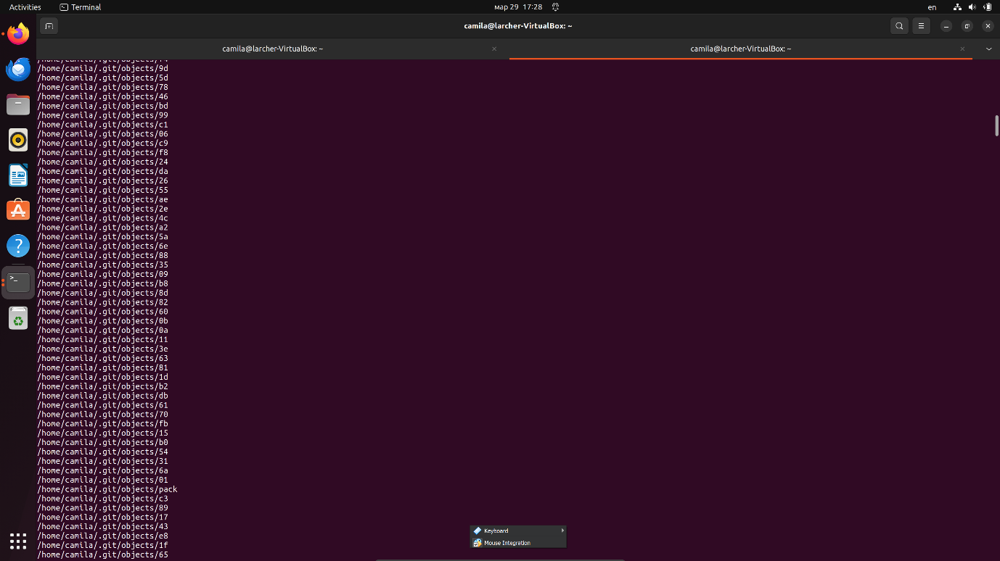 Activities
Terminal
мар 29 17:28
en
camila@larcher-VirtualBox: ~
camila@larcher-VirtualBox: ~
camila@larcher-VirtualBox: ~
/home/camila/.git/objects/9d
/home/camila/.git/objects/5d
/home/camila/.git/objects/78
/home/camila/.git/objects/46
/home/camila/.git/objects/bd
/home/camila/.git/objects/99
/home/camila/.git/objects/c1
/home/camila/.git/objects/06
/home/camila/.git/objects/c9
/home/camila/.git/objects/f8
/home/camila/.git/objects/24
/home/camila/.git/objects/da
/home/camila/.git/objects/26
/home/camila/.git/objects/55
/home/camila/.git/objects/ae
/home/camila/.git/objects/2e
/home/camila/.git/objects/4c
/home/camila/.git/objects/a2
/home/camila/.git/objects/5a
/home/camila/.git/objects/6e
/home/camila/.git/objects/88
/home/camila/.git/objects/35
/home/camila/.git/objects/09
/home/camila/.git/objects/b8
/home/camila/.git/objects/8d
/home/camila/.git/objects/82
/home/camila/.git/objects/60
/home/camila/.git/objects/0b
/home/camila/.git/objects/0a
/home/camila/.git/objects/11
/home/camila/.git/objects/3e
/home/camila/.git/objects/63
/home/camila/.git/objects/81
/home/camila/.git/objects/1d
/home/camila/.git/objects/b2
/home/camila/.git/objects/db
/home/camila/.git/objects/61
/home/camila/.git/objects/70
/home/camila/.git/objects/fb
/home/camila/.git/objects/15
/home/camila/.git/objects/b0
/home/camila/.git/objects/54
/home/camila/.git/objects/31
/home/camila/.git/objects/6a
/home/camila/.git/objects/01
/home/camila/.git/objects/pack
/home/camila/.git/objects/c3
/home/camila/.git/objects/89
/home/camila/.git/objects/17
/home/camila/.git/objects/43
/home/camila/.git/objects/e8
/home/camila/.git/objects/1f
/home/camila/.git/objects/65
Keyboard
Mouse Integration